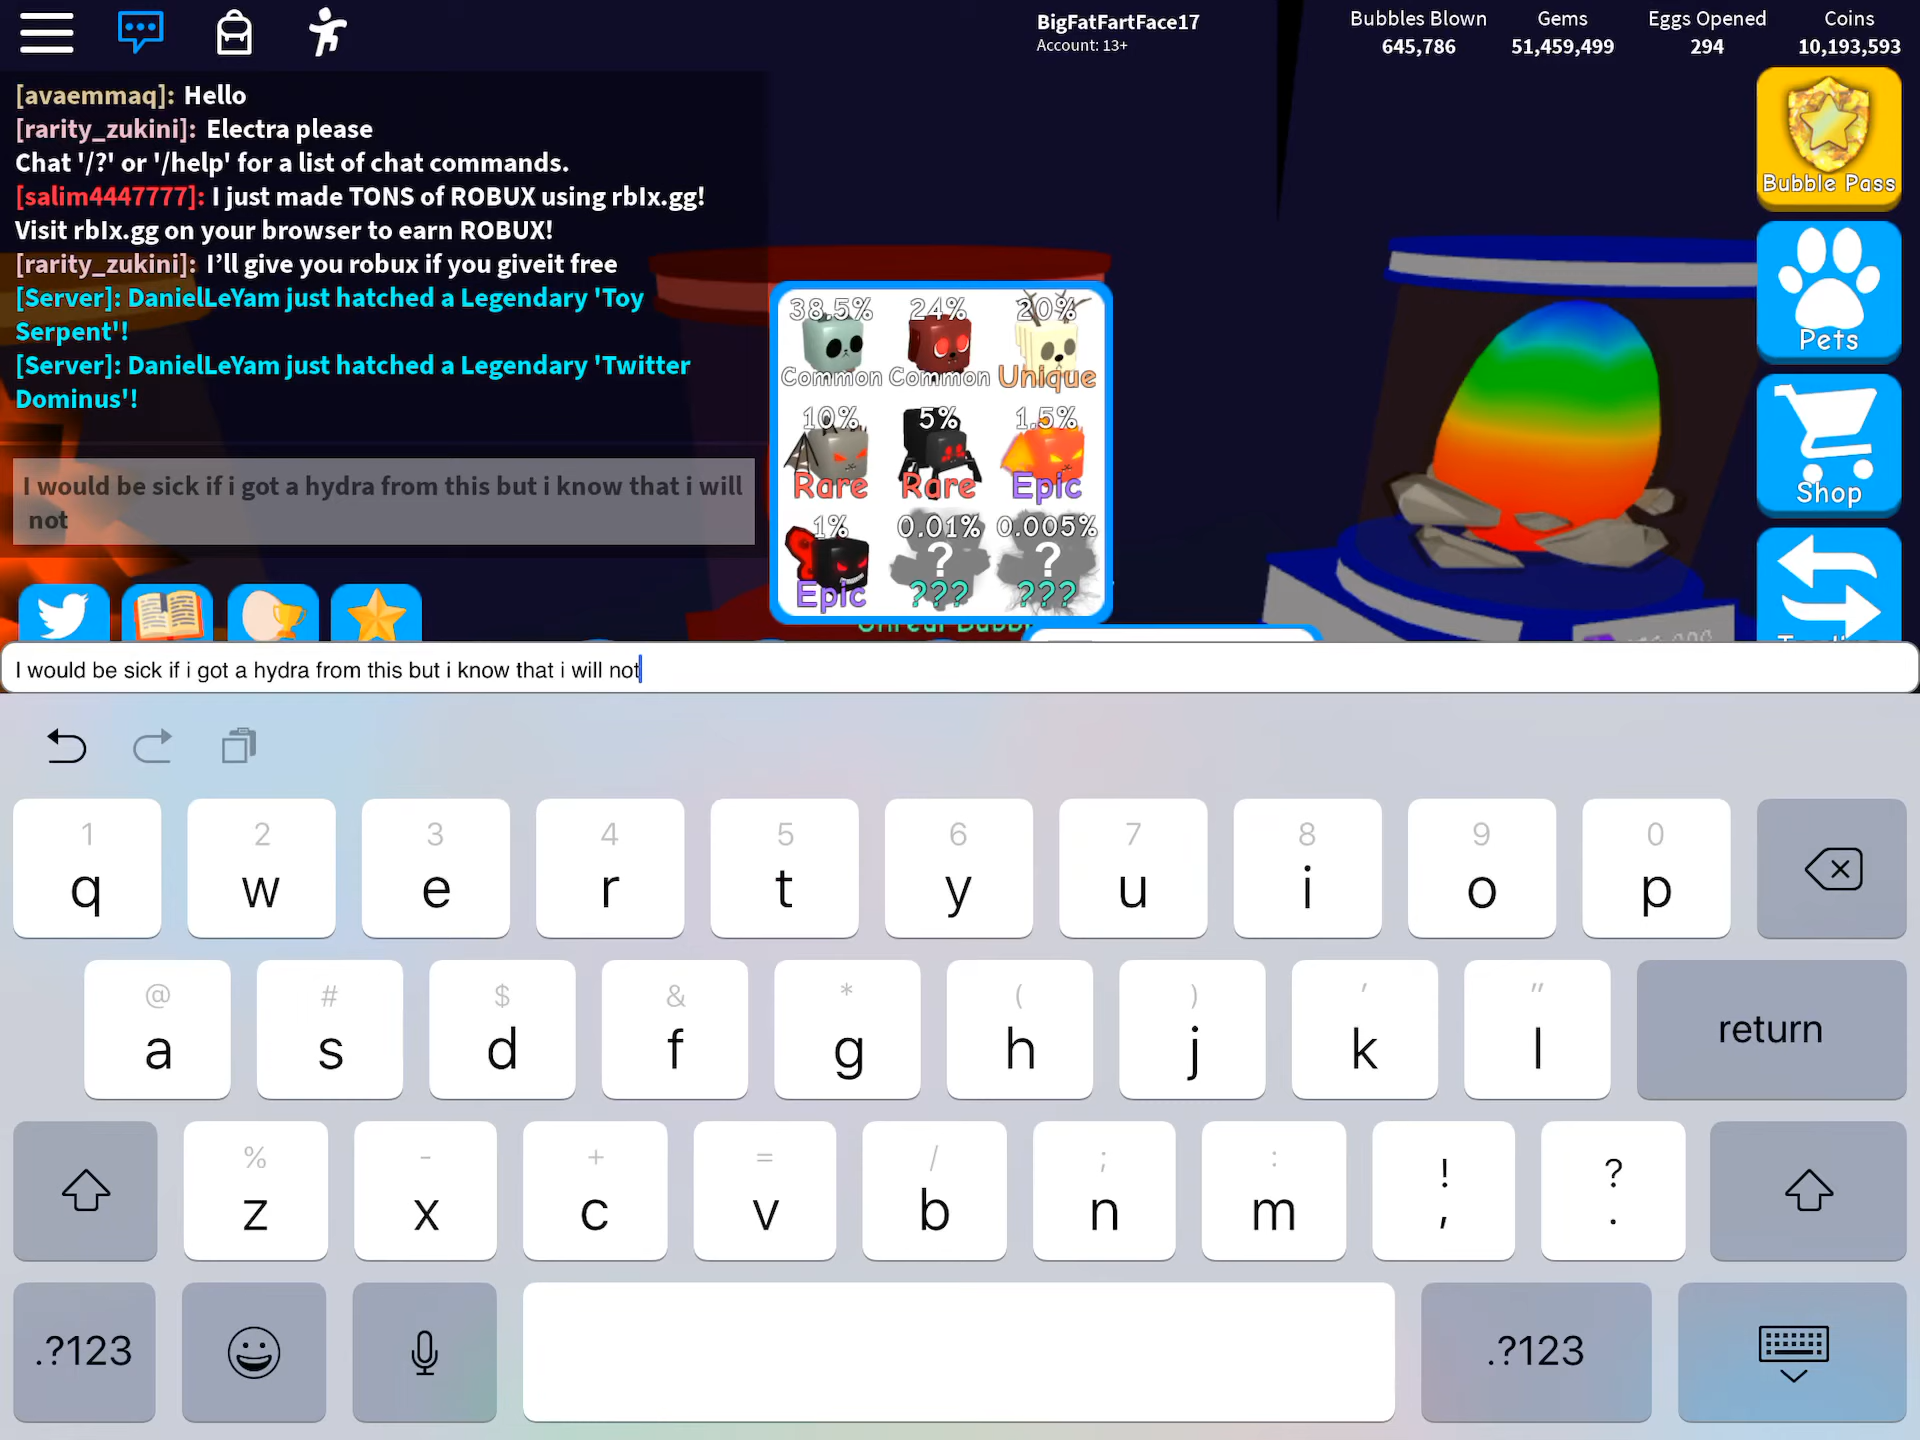 BigFatFartFace17
Account: 13+
Bubbles Blown
645,786
Gems
51,459,499
Eggs Opened
294
Coins
10,193,593
[avaemmaq]: Hello
[rarity_zukini]: Electra please
Chat '/?' or '/help' for a list of chat commands.
[salim4447777]: I just made TONS of ROBUX using rbIx.gg!
Visit rbIx.gg on your browser to earn ROBUX!
[rarity_zukini]: I’ll give you robux if you giveit free
[Server]: DanielLeYam just hatched a Legendary 'Toy
Serpent'!
[Server]: DanielLeYam just hatched a Legendary 'Twitter
Dominus'!
I would be sick if i got a hydra from this but i know that i will
not
38.5% 24% 20%
Common Common Unique
10% 5% 1.5%
Rare Rare Epic
1% 0.01% 0.005%
? ?
Epic ??? ???
Bubble Pass
Pets
Shop
I would be sick if i got a hydra from this but i know that i will not
1 2 3 4 5 6 7 8 9 0
q w e r t y u i o p
@ # $ & * ( ) ' "
a s d f g h j k l return
% - + = / ; : ! ?
z x c v b n m , .
.?123 .?123